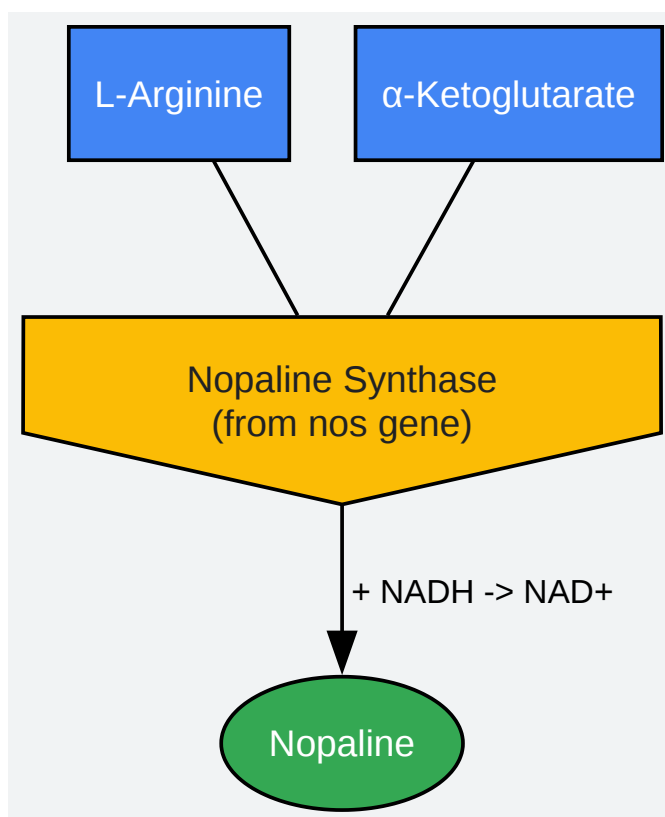 L-Arginine
α-Ketoglutarate
Nopaline Synthase
(from nos gene)
+ NADH -> NAD+
Nopaline